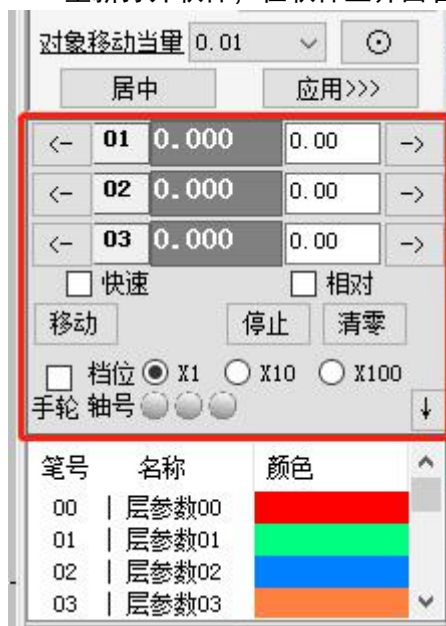 对象移动当量 0.01
居中 应用>>>
<- 01 0.000 0.00 ->
<- 02 0.000 0.00 ->
<- 03 0.000 0.00 ->
快速 相对
移动 停止 清零
档位 X1 X10 X100
手轮 轴号 ↓
笔号 名称 颜色
00 | 层参数00
01 | 层参数01
02 | 层参数02
03 | 层参数03